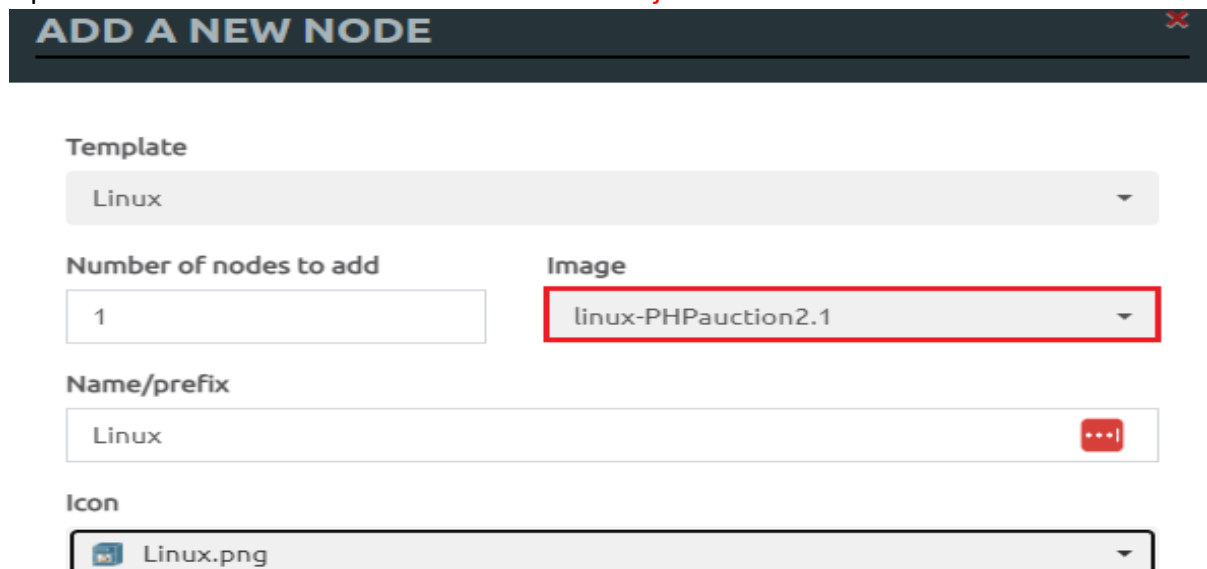 ADD A NEW NODE
Template
Linux
Number of nodes to add Image
1 linux-PHPauction2.1
Name/prefix
Linux
Icon
Linux.png